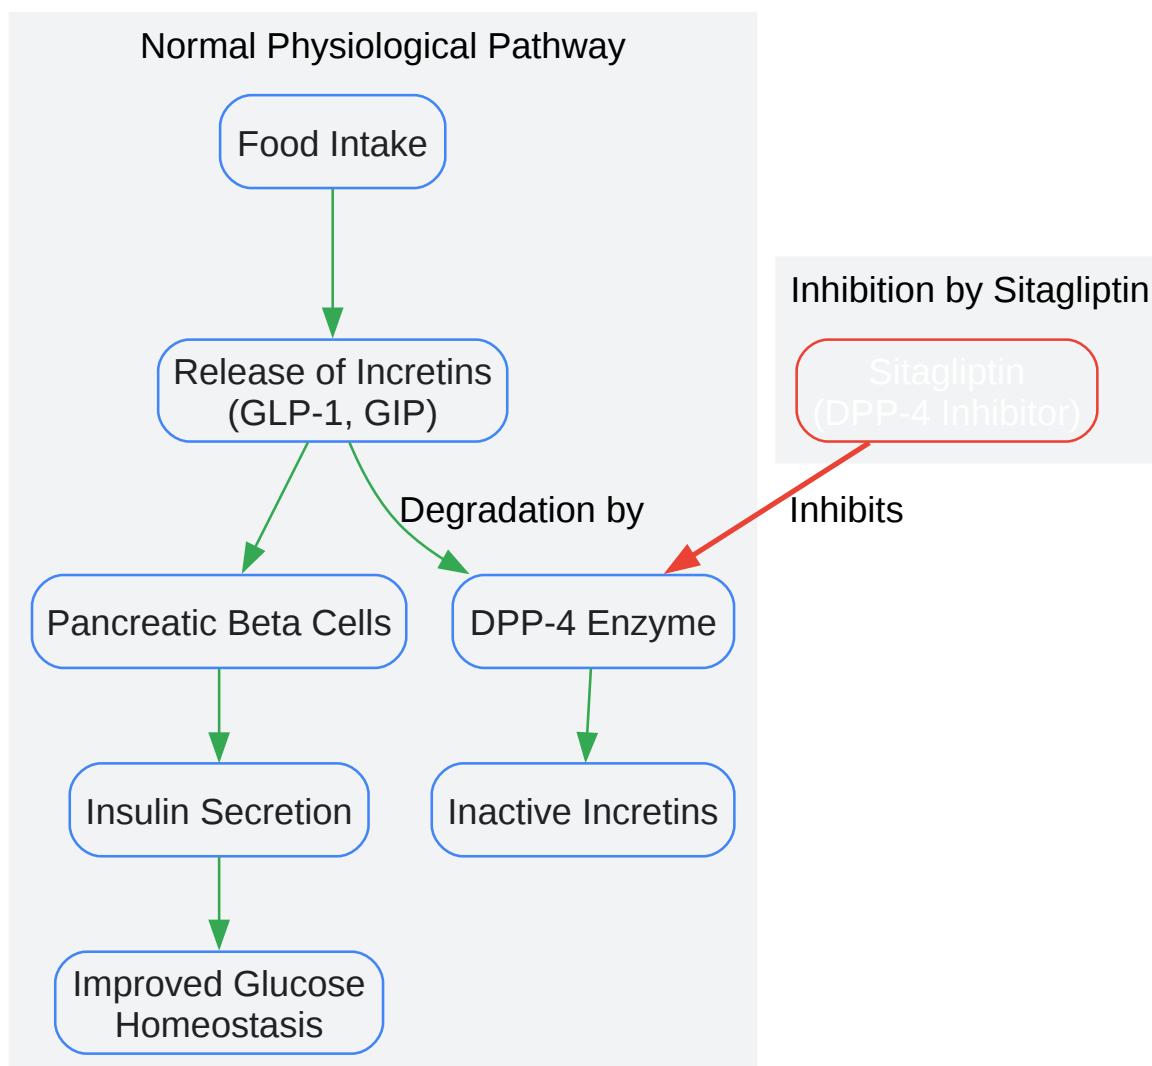 Normal Physiological Pathway
Food Intake
Inhibition by Sitagliptin
Release of Incretins
(GLP-1, GIP)
Sitagliptin
(DPP-4 Inhibitor)
Degradation by
Inhibits
Pancreatic Beta Cells
DPP-4 Enzyme
Insulin Secretion
Inactive Incretins
Improved Glucose
Homeostasis